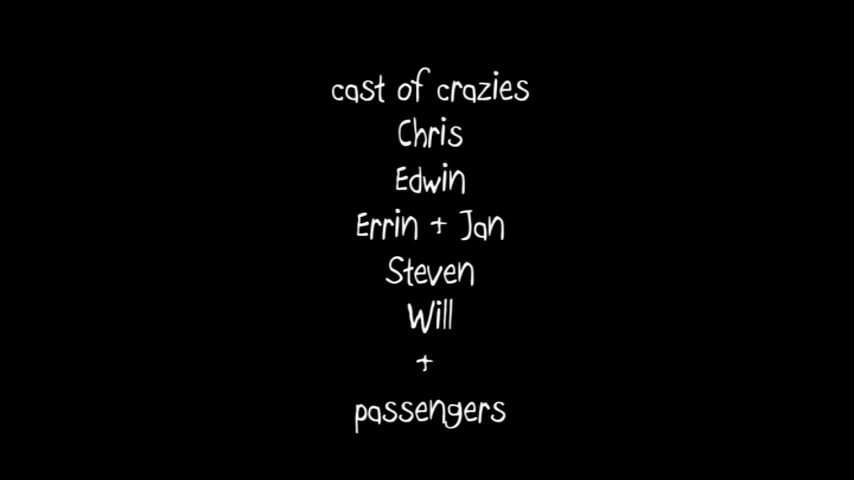 cast of crazies
Chris
Edwin
Errin + Jan
Steven
Will
+
passengers